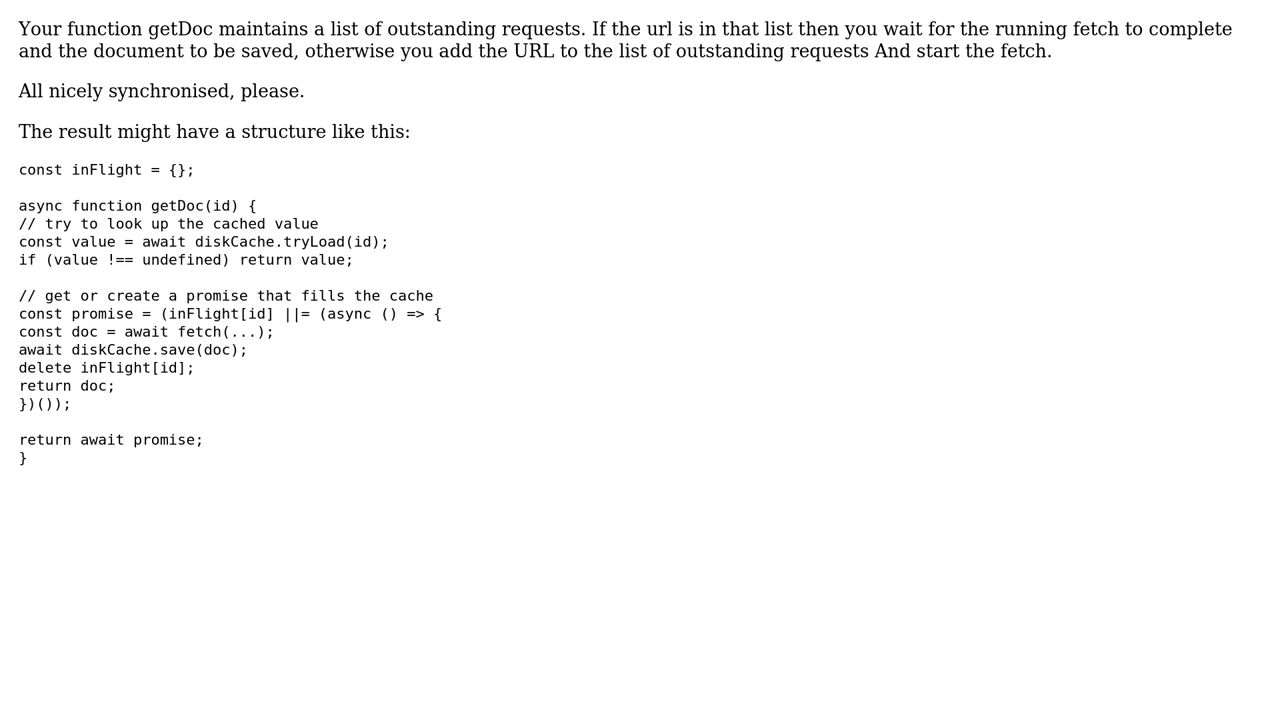 Your function getDoc maintains a list of outstanding requests. If the url is in that list then you wait for the running fetch to complete
and the document to be saved, otherwise you add the URL to the list of outstanding requests And start the fetch.
All nicely synchronised, please.
The result might have a structure like this:
const inFlight = {};
async function getDoc(id) {
// try to look up the cached value
const value = await diskCache.tryLoad(id);
if (value !== undefined) return value;
// get or create a promise that fills the cache
const promise = (inFlight[id] ||= (async () => {
const doc = await fetch(...);
await diskCache.save(doc);
delete inFlight[id];
return doc;
})());
return await promise;
}